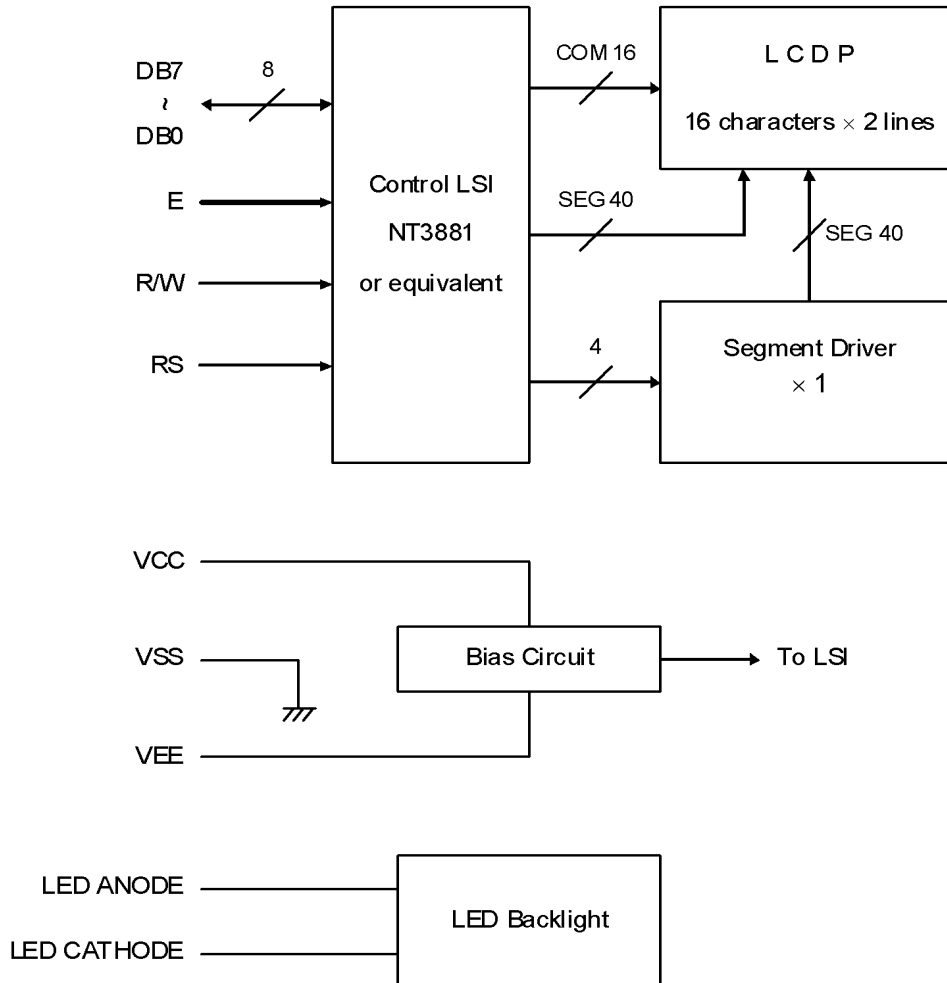 DB7
~
DB0
8
E
R/W
RS
Control LSI
NT3881
or equivalent
COM 16
SEG 40
4
L C D P
16 characters × 2 lines
SEG 40
Segment Driver
× 1
VCC
VSS
VEE
Bias Circuit
To LSI
LED ANODE
LED CATHODE
LED Backlight